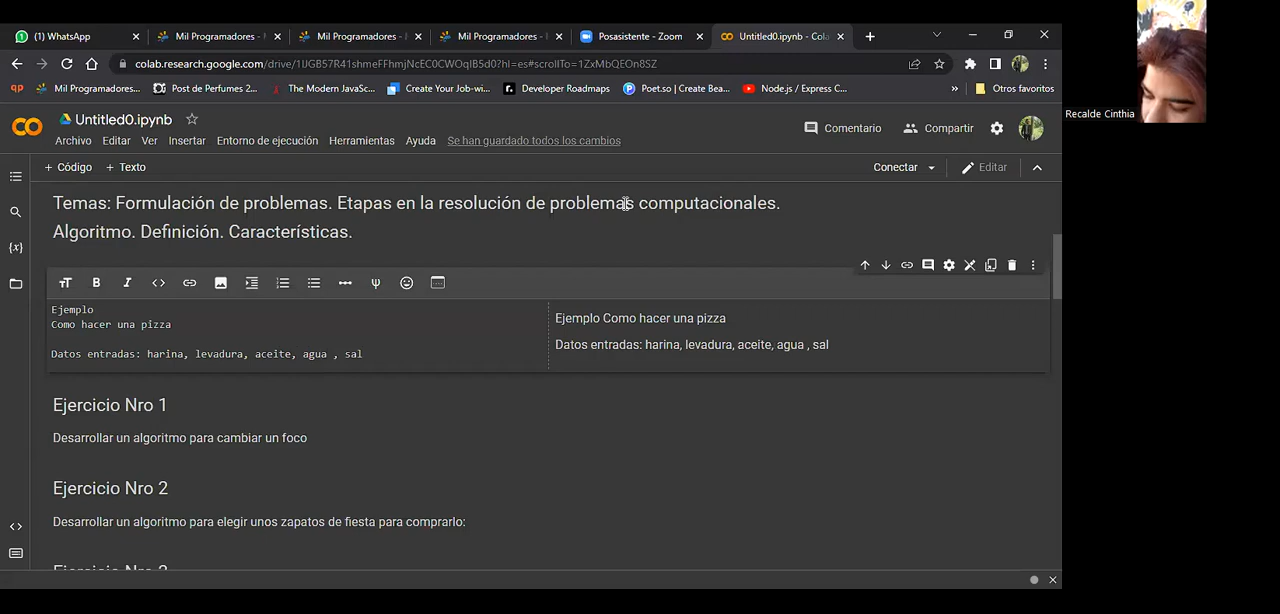 (1) WhatsApp
Mil Programadores -
Mil Programadores -
Mil Programadores -
Posasistente - Zoom
Untitled0.ipynb - Cola
colab.research.google.com/drive/1IJGB57R41shmeFFhmjNcEC0CWOqIB5d0?hl=es#scrollTo=1ZxMbQEOn8SZ
Mil Programadores...
Post de Perfumes 2...
The Modern JavaSc...
Create Your Job-wi...
Developer Roadmaps
Poet.so | Create Bea...
Node.js / Express C...
»
Otros favoritos
Recalde Cinthia
CO
Untitled0.ipynb
Comentario
Compartir
Archivo Editar Ver Insertar Entorno de ejecución Herramientas Ayuda Se han guardado todos los cambios
+ Código + Texto
Conectar
Editar
Temas: Formulación de problemas. Etapas en la resolución de problemas computacionales.
Algoritmo. Definición. Características.
Ejemplo
Como hacer una pizza
Datos entradas: harina, levadura, aceite, agua , sal
Ejemplo Como hacer una pizza
Datos entradas: harina, levadura, aceite, agua , sal
Ejercicio Nro 1
Desarrollar un algoritmo para cambiar un foco
Ejercicio Nro 2
Desarrollar un algoritmo para elegir unos zapatos de fiesta para comprarlo: